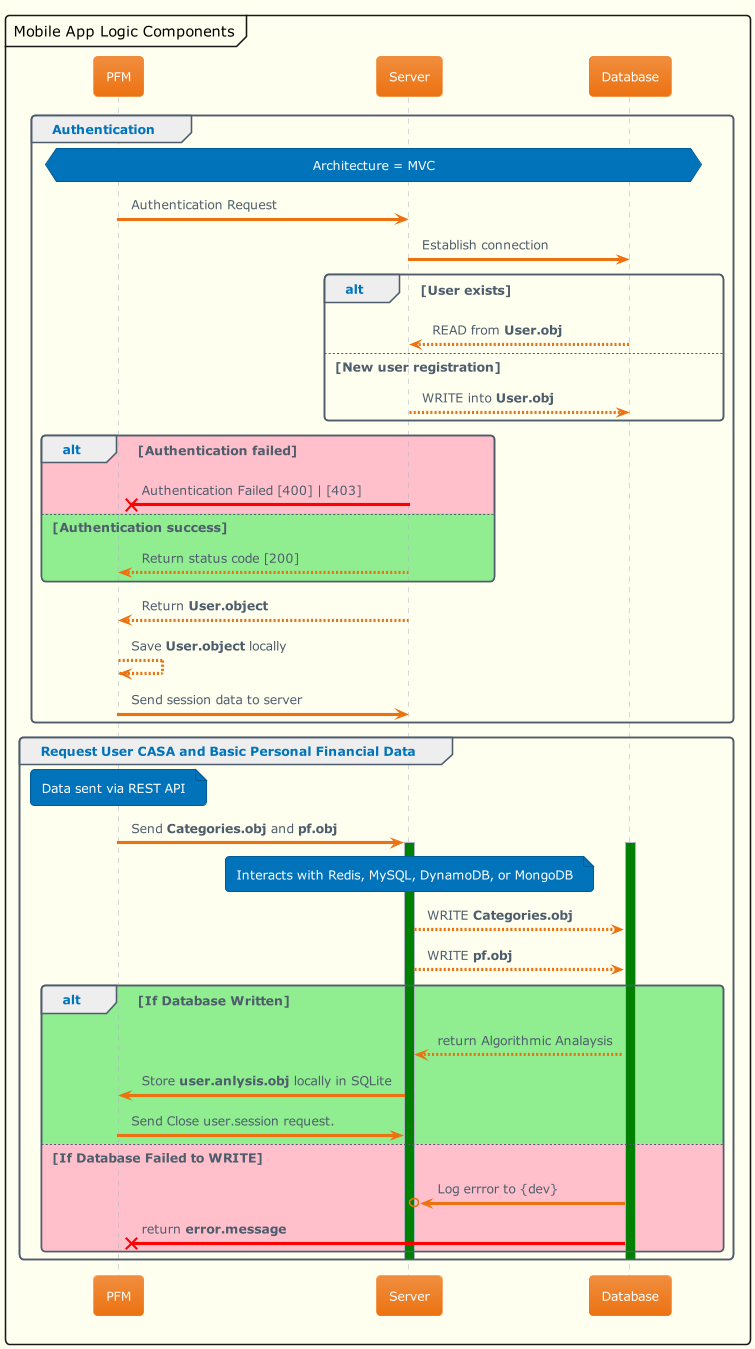 Mobile App Logic Components
PFM
Server
Database
Authentication
Architecture = MVC
Authentication Request
Establish connection
alt
[User exists]
READ from User.obj
[New user registration]
WRITE into User.obj
alt
[Authentication failed]
Authentication Failed [400] | [403]
[Authentication success]
Return status code [200]
Return User.object
Save User.object locally
Send session data to server
Request User CASA and Basic Personal Financial Data
Data sent via REST API
Send Categories.obj and pf.obj
Interacts with Redis, MySQL, DynamoDB, or MongoDB
WRITE Categories.obj
WRITE pf.obj
alt
[If Database Written]
return Algorithmic Analaysis
Store user.anlysis.obj locally in SQLite
Send Close user.session request.
[If Database Failed to WRITE]
Log errror to {dev}
return error.message
PFM
Server
Database